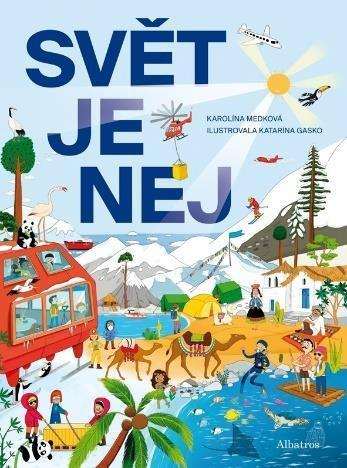 SVĚT
JE
NEJ
KAROLÍNA MEDKOVÁ
ILUSTROVALA KATARÍNA GASKO
Albatros